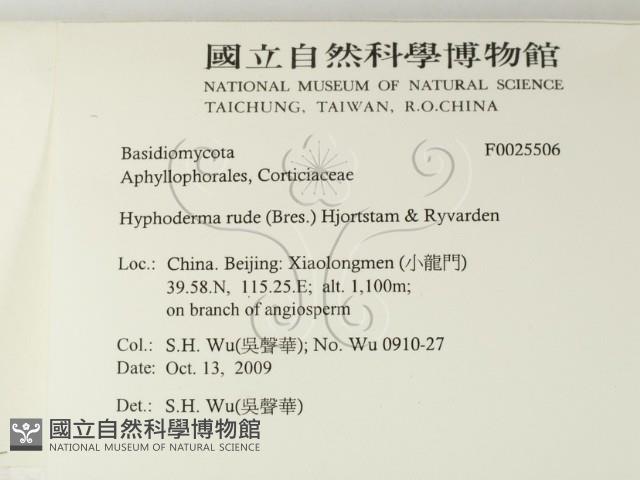 國立自然科學博物館
NATIONAL MUSEUM OF NATURAL SCIENCE
TAICHUNG, TAIWAN, R.O.CHINA
Basidiomycota F0025506
Aphyllophorales, Corticiaceae
Hyphoderma rude (Bres.) Hjortstam & Ryvarden
Loc.: China. Beijing: Xiaolongmen (小龍門)
39.58.N, 115.25.E; alt. 1,100m;
on branch of angiosperm
Col.: S.H. Wu(吳聲華); No. Wu 0910-27
Date: Oct. 13, 2009
Det.: S.H. Wu(吳聲華)
國立自然科學博物館
NATIONAL MUSEUM OF NATURAL SCIENCE